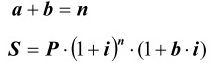 a + b = n
S = P · (1 + i)ⁿ · (1 + b · i)